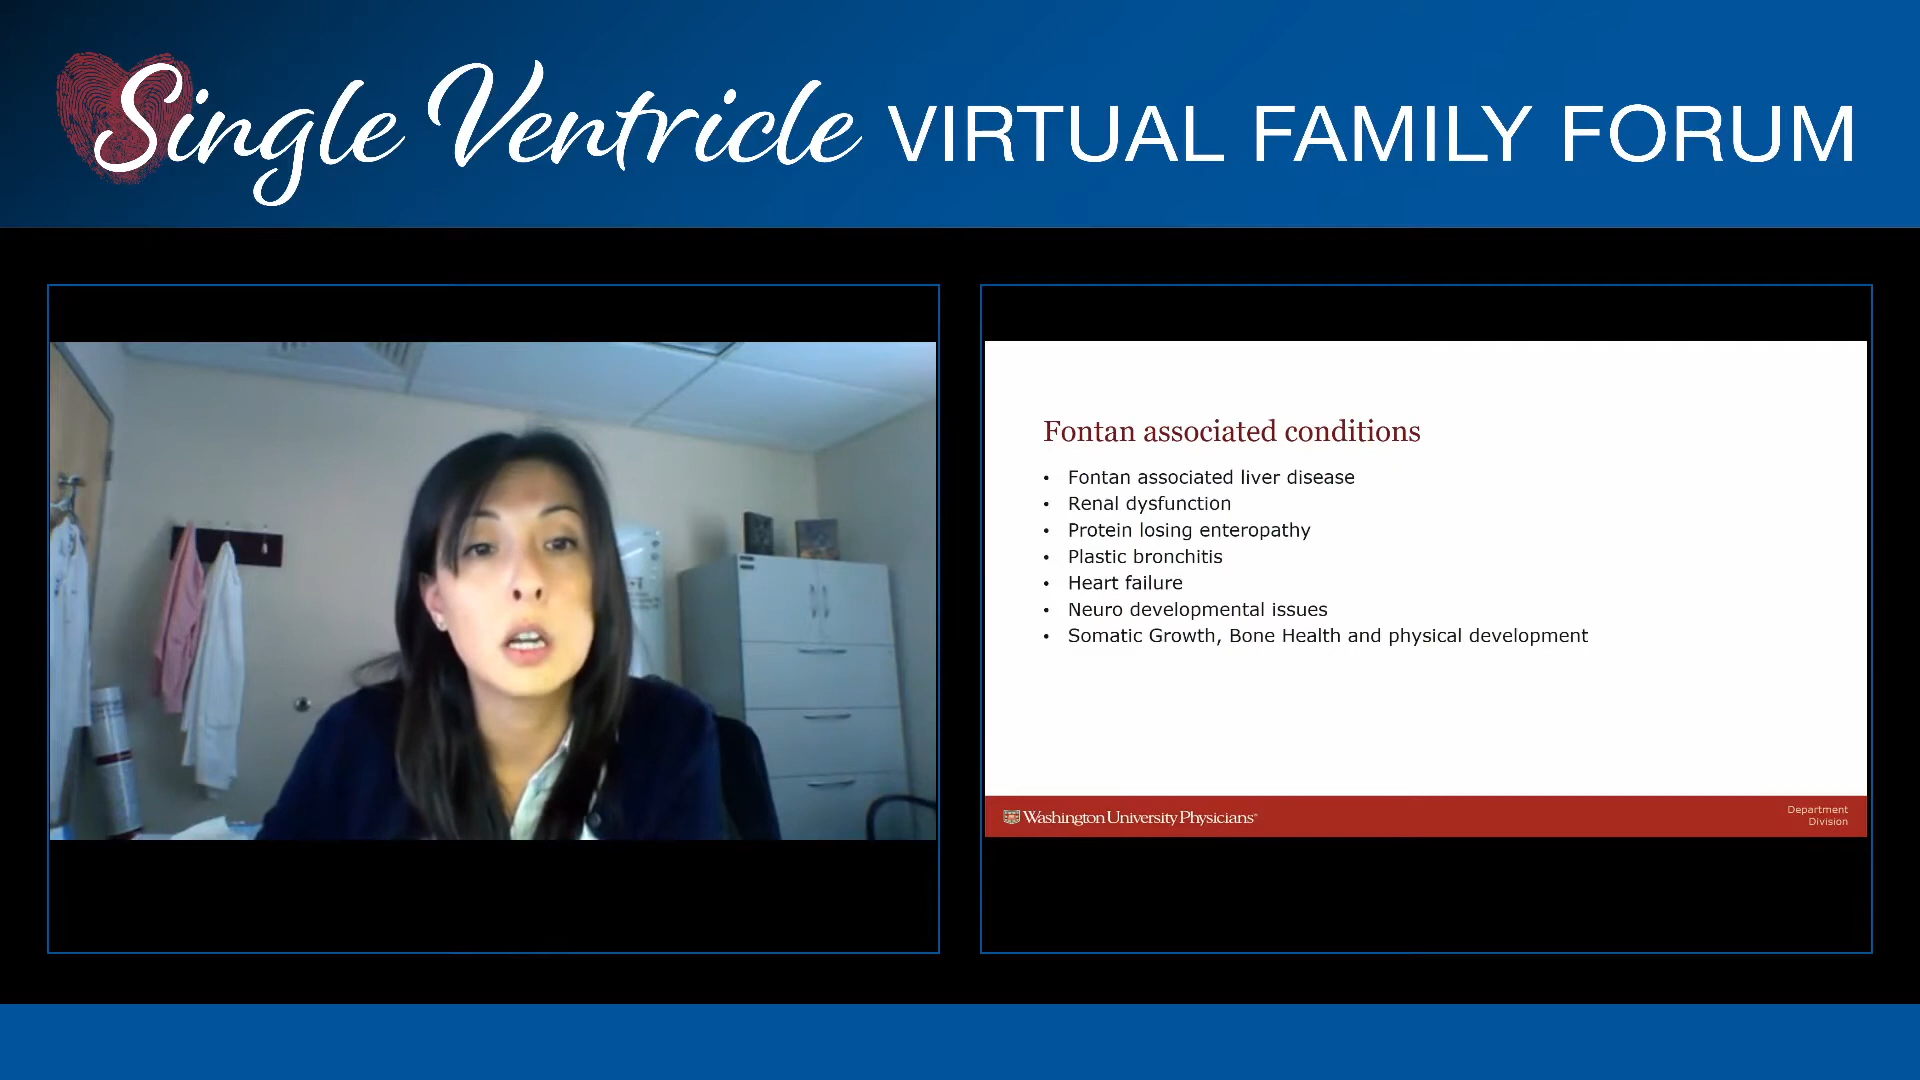 Single Ventricle VIRTUAL FAMILY FORUM
Fontan associated conditions
• Fontan associated liver disease
• Renal dysfunction
• Protein losing enteropathy
• Plastic bronchitis
• Heart failure
• Neuro developmental issues
• Somatic Growth, Bone Health and physical development
Washington University Physicians®
Department
Division